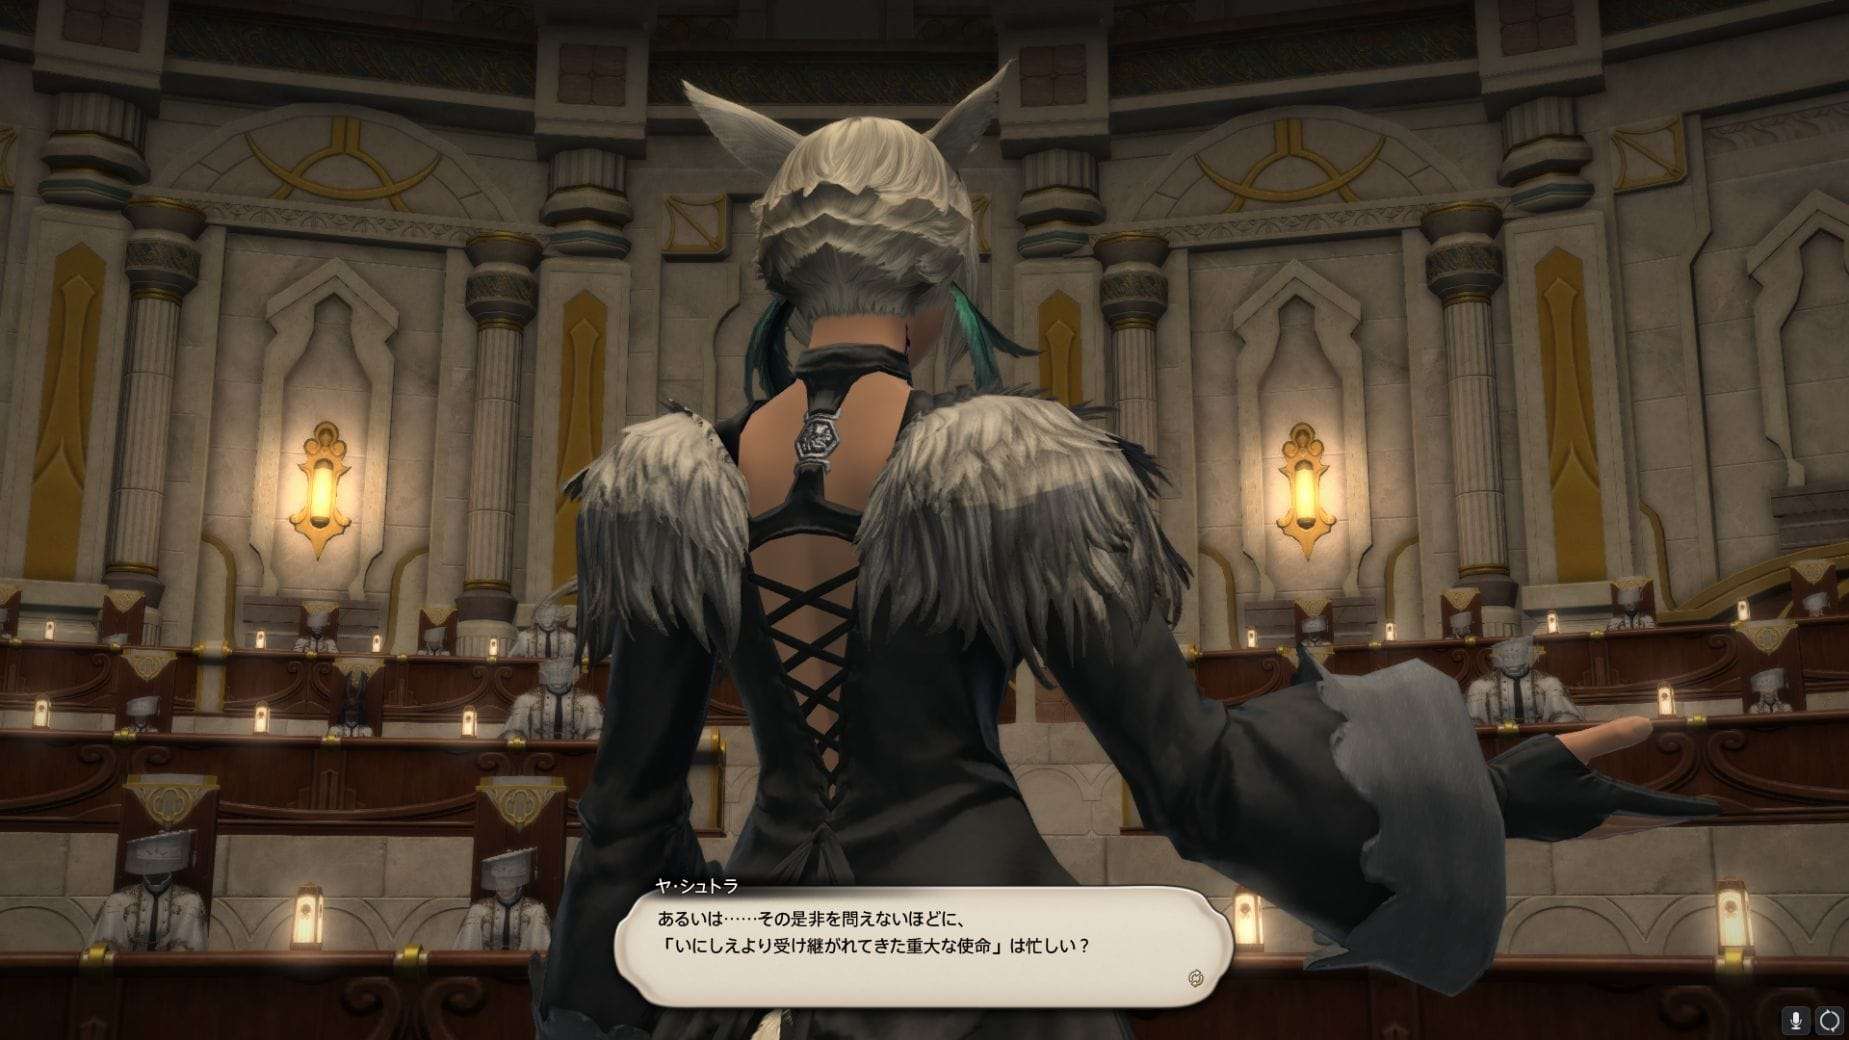 ヤ・シュトラ
あるいは……その是非を問えないほどに、
「いにしえより受け継がれてきた重大な使命」は忙しい？